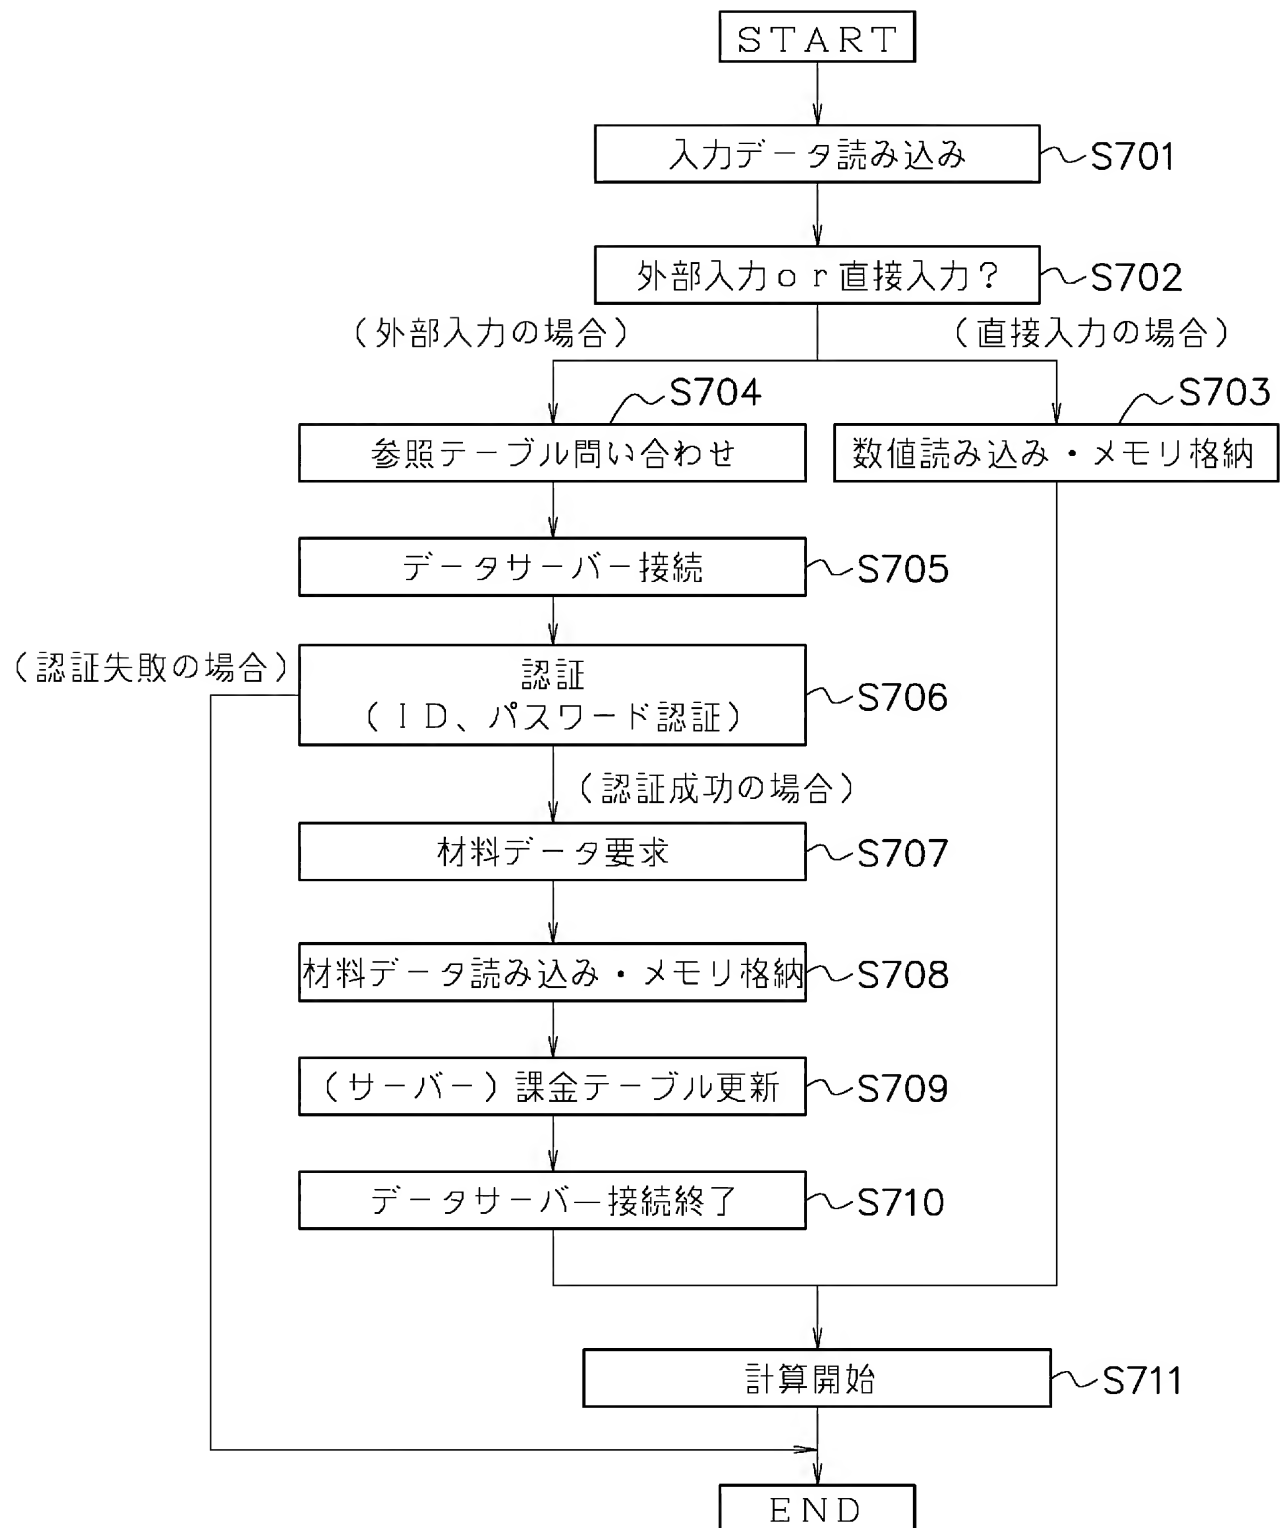 START
入力データ読み込み
S701
外部入力or直接入力?
S702
(外部入力の場合)
(直接入力の場合)
S704
S703
参照テーブル問い合わせ
数値読み込み・メモリ格納
データサーバー接続
S705
(認証失敗の場合)
認証
(ID、パスワード認証)
S706
(認証成功の場合)
材料データ要求
S707
材料データ読み込み・メモリ格納
S708
(サーバー)課金テーブル更新
S709
データサーバー接続終了
S710
計算開始
S711
END